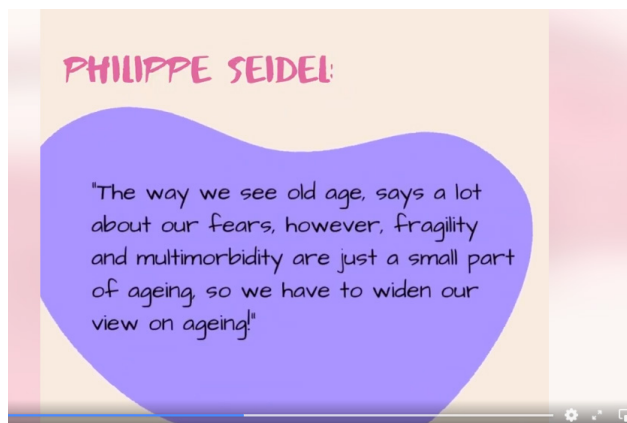 PHILIPPE SEIDEL:
"The way we see old age, says a lot
about our fears, however, fragility
and multimorbidity are just a small part
of ageing, so we have to widen our
view on ageing!"